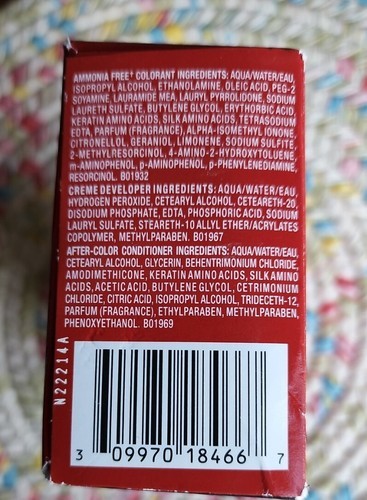 AMMONIA FREE† COLORANT INGREDIENTS: AQUA/WATER/EAU,
ISOPROPYL ALCOHOL, ETHANOLAMINE, OLEIC ACID, PEG-2
SOYAMINE, LAURAMIDE MEA, LAURYL PYRROLIDONE, SODIUM
LAURETH SULFATE, BUTYLENE GLYCOL, ERYTHORBIC ACID,
KERATIN AMINO ACIDS, SILK AMINO ACIDS, TETRASODIUM
EDTA, PARFUM (FRAGRANCE), ALPHA-ISOMETHYL IONONE,
CITRONELLOL, GERANIOL, LIMONENE, SODIUM SULFITE,
2-METHYLRESORCINOL, 4-AMINO-2-HYDROXYTOLUENE,
m-AMINOPHENOL, p-AMINOPHENOL, p-PHENYLENEDIAMINE,
RESORCINOL. B01932
CREME DEVELOPER INGREDIENTS: AQUA/WATER/EAU,
HYDROGEN PEROXIDE, CETEARYL ALCOHOL, CETEARETH-20,
DISODIUM PHOSPHATE, EDTA, PHOSPHORIC ACID, SODIUM
LAURYL SULFATE, STEARETH-10 ALLYL ETHER/ACRYLATES
COPOLYMER, METHYLPARABEN. B01967
AFTER-COLOR CONDITIONER INGREDIENTS: AQUA/WATER/EAU,
CETEARYL ALCOHOL, GLYCERIN, BEHENTRIMONIUM CHLORIDE,
AMODIMETHICONE, KERATIN AMINO ACIDS, SILK AMINO
ACIDS, ACETIC ACID, BUTYLENE GLYCOL, CETRIMONIUM
CHLORIDE, CITRIC ACID, ISOPROPYL ALCOHOL, TRIDECETH-12,
PARFUM (FRAGRANCE), ETHYLPARABEN, METHYLPARABEN,
PHENOXYETHANOL. B01969
N22214A
3 09970 18466 7